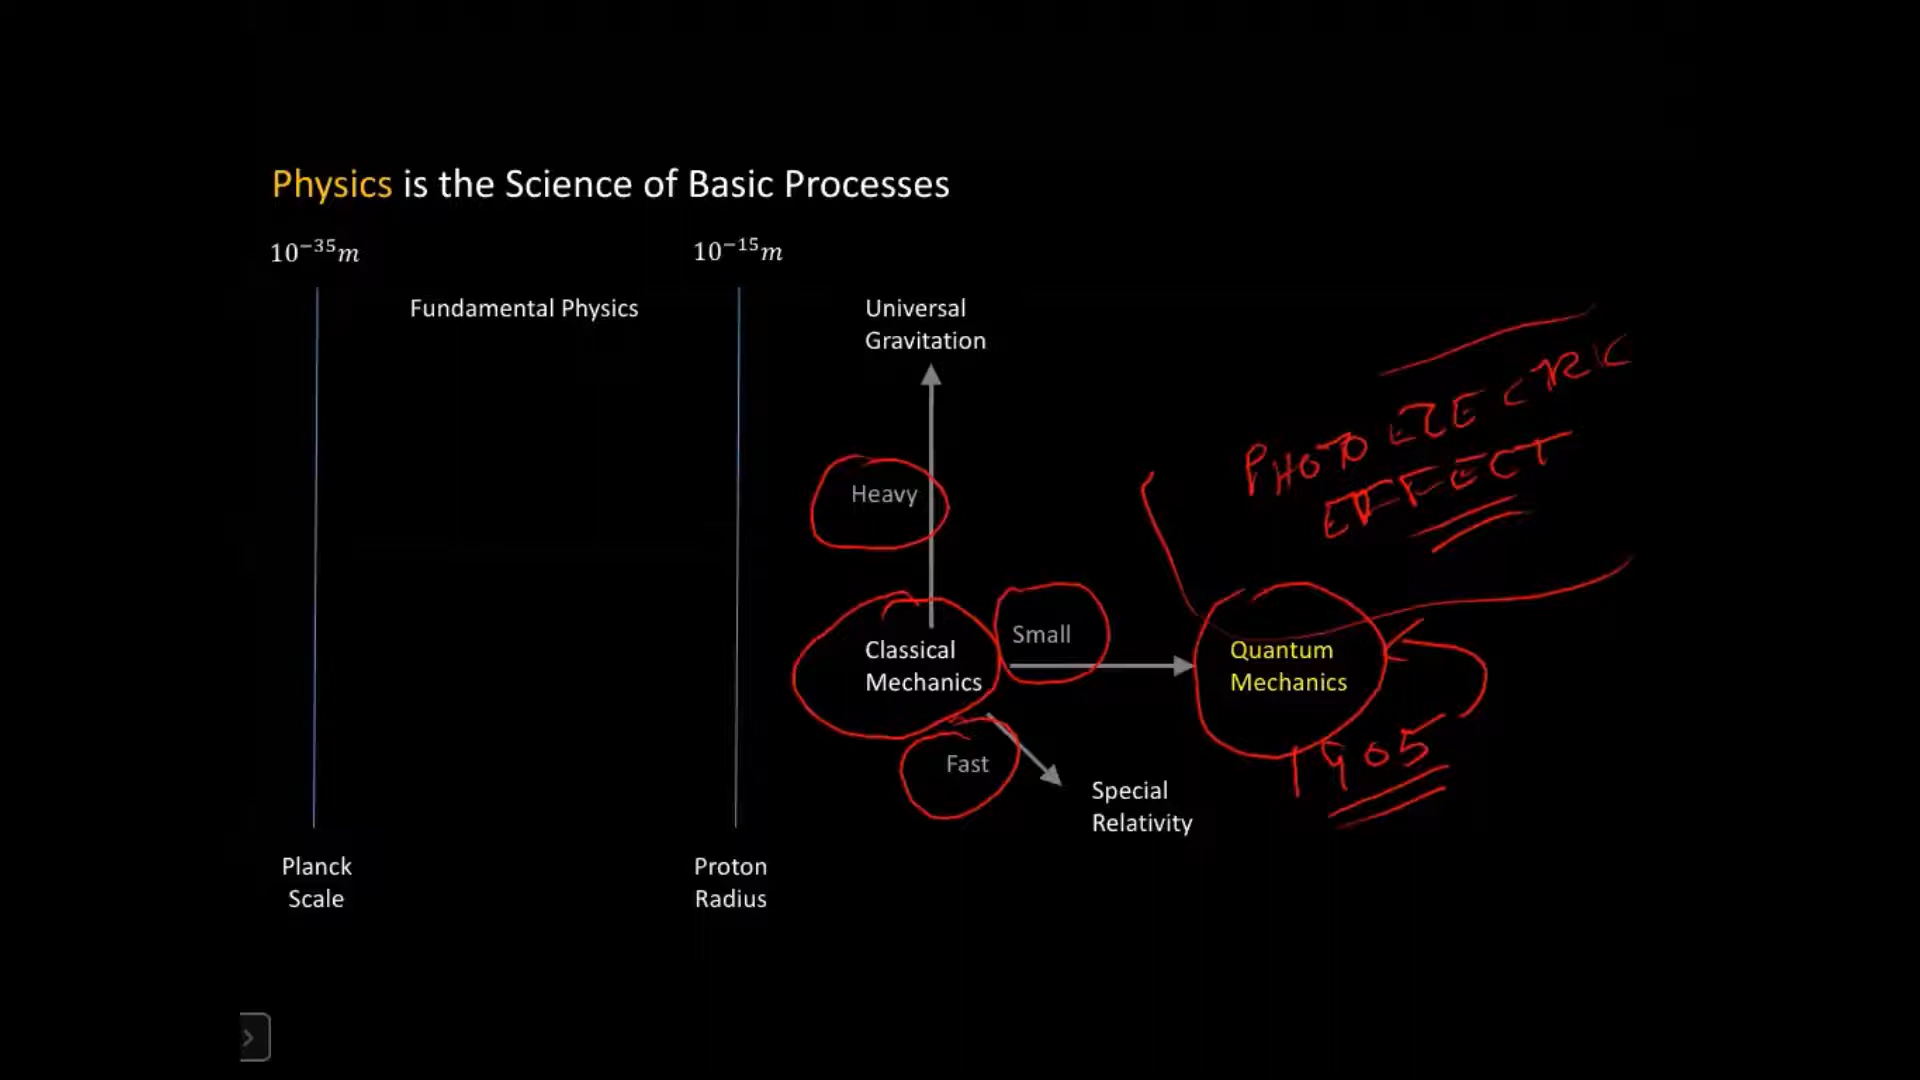 Physics is the Science of Basic Processes
10⁻³⁵m
10⁻¹⁵m
Fundamental Physics
Universal
Gravitation
PHOTO ELECTRIC
EFFECT
Heavy
Small
Classical
Mechanics
Quantum
Mechanics
1905
Fast
Special
Relativity
Planck
Scale
Proton
Radius